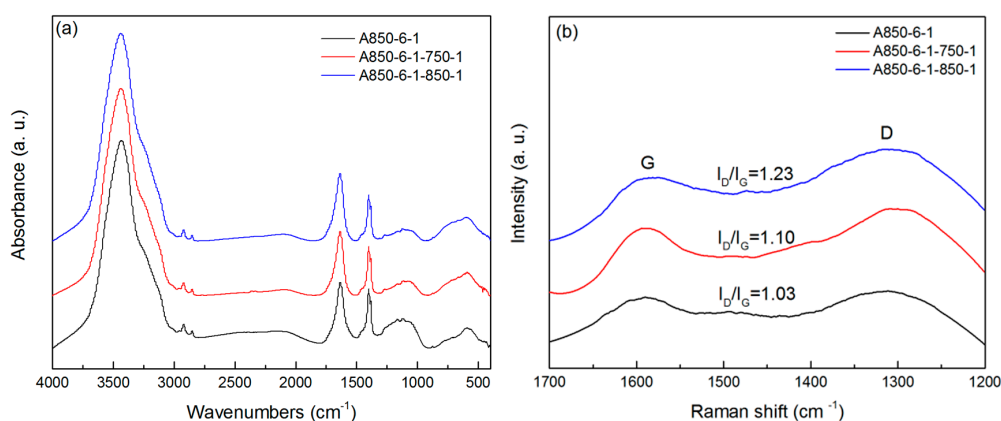 (a)
A850-6-1
A850-6-1-750-1
A850-6-1-850-1
Absorbance (a. u.)
4000 3500 3000 2500 2000 1500 1000 500
Wavenumbers (cm⁻¹)
(b)
A850-6-1
A850-6-1-750-1
A850-6-1-850-1
G
D
I_D/I_G=1.23
I_D/I_G=1.10
I_D/I_G=1.03
Intensity (a. u.)
1700 1600 1500 1400 1300 1200
Raman shift (cm ⁻¹)